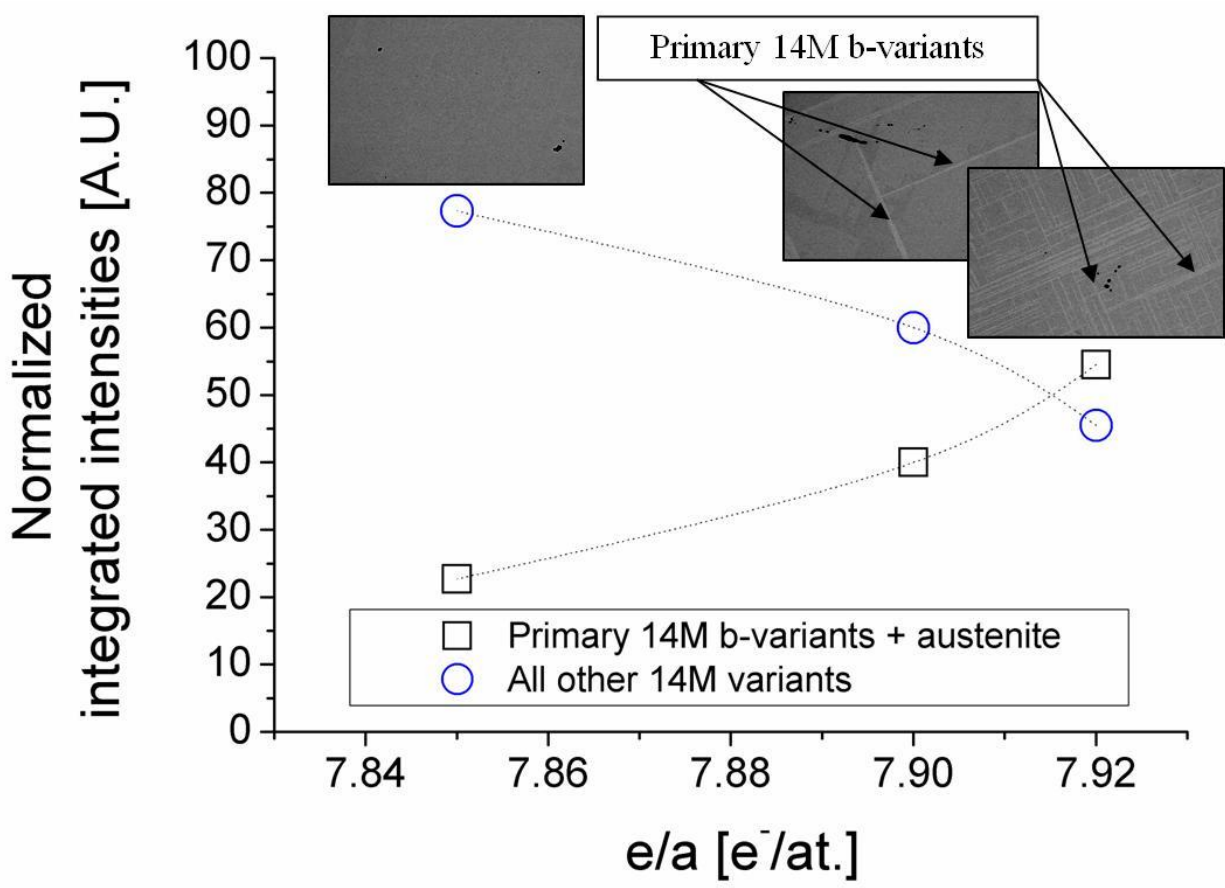 Primary 14M b-variants
Normalized
integrated intensities [A.U.]
100
90
80
70
60
50
40
30
20
10
0
Primary 14M b-variants + austenite
All other 14M variants
7.84 7.86 7.88 7.90 7.92
e/a [e⁻/at.]